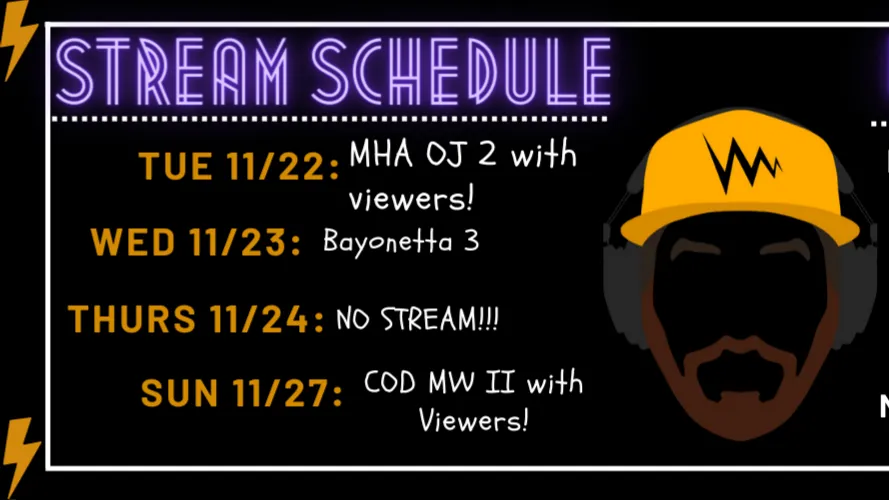 STREAM SCHEDULE
TUE 11/22: MHA OJ 2 with
viewers!
WED 11/23: Bayonetta 3
THURS 11/24: NO STREAM!!!
SUN 11/27: COD MW II with
Viewers!